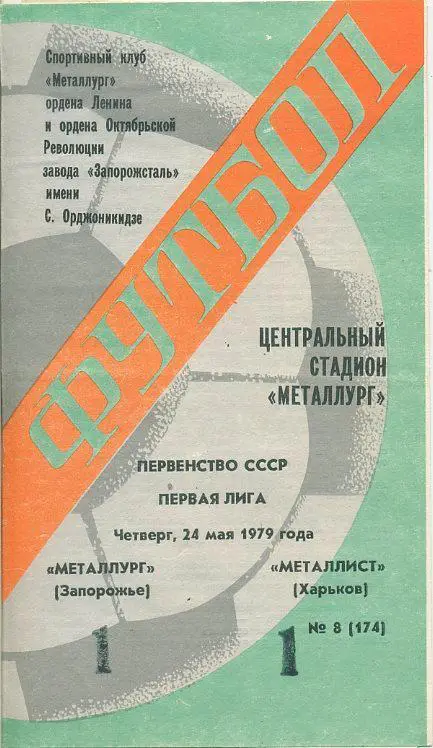 Спортивный клуб
«Металлург»
ордена Ленина
и ордена Октябрьской
Революции
завода «Запорожсталь»
имени
С. Орджоникидзе
ФУТБОЛ
ЦЕНТРАЛЬНЫЙ
СТАДИОН
«МЕТАЛЛУРГ»
ПЕРВЕНСТВО СССР
ПЕРВАЯ ЛИГА
Четверг, 24 мая 1979 года
«МЕТАЛЛУРГ» «МЕТАЛЛИСТ»
(Запорожье) (Харьков)
1 1 № 8 (174)